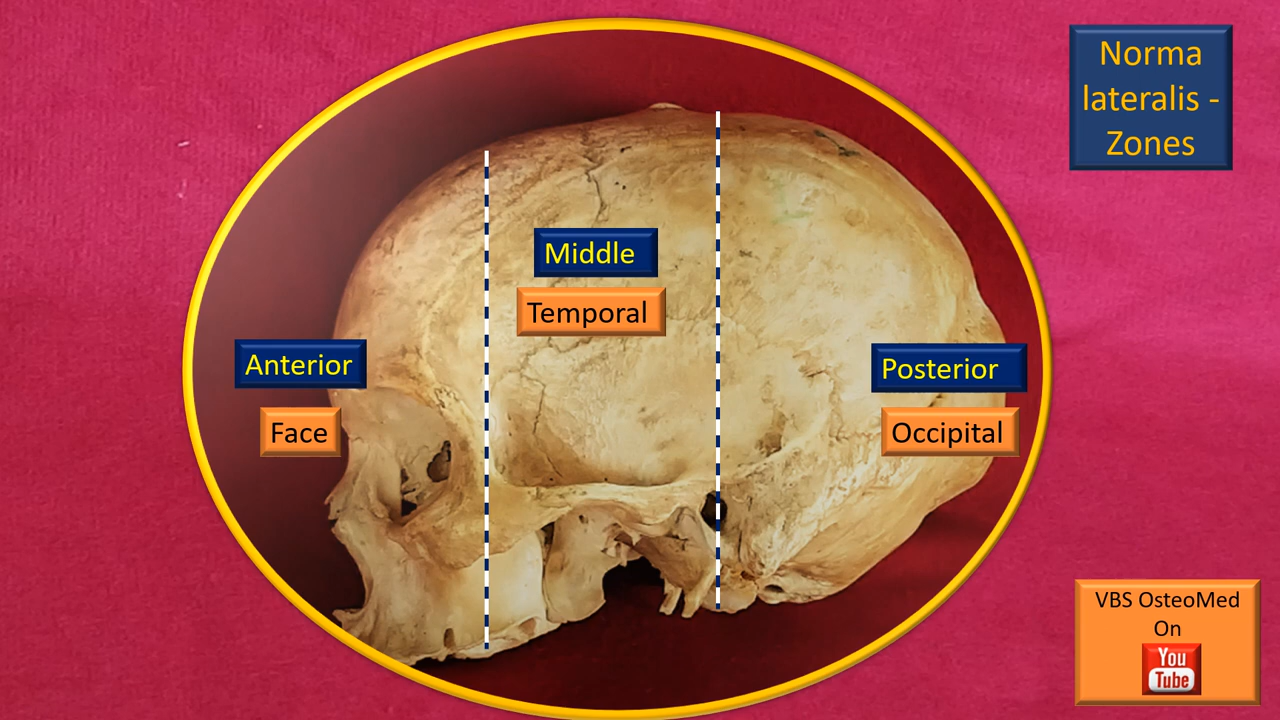 Norma
lateralis -
Zones
Middle
Temporal
Anterior
Face
Posterior
Occipital
VBS OsteoMed
On
You
Tube